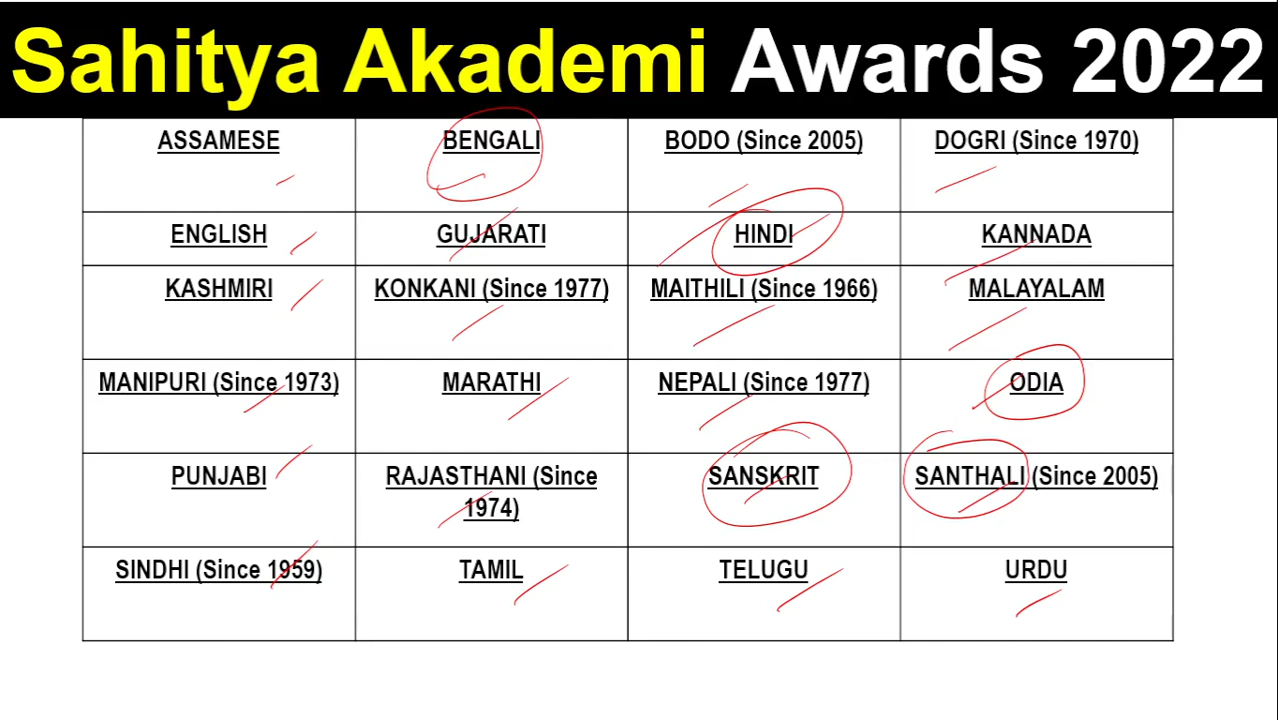 Sahitya Akademi Awards 2022
ASSAMESE BENGALI BODO (Since 2005) DOGRI (Since 1970)
ENGLISH GUJARATI HINDI KANNADA
KASHMIRI KONKANI (Since 1977) MAITHILI (Since 1966) MALAYALAM
MANIPURI (Since 1973) MARATHI NEPALI (Since 1977) ODIA
PUNJABI RAJASTHANI (Since SANSKRIT SANTHALI (Since 2005)
1974)
SINDHI (Since 1959) TAMIL TELUGU URDU